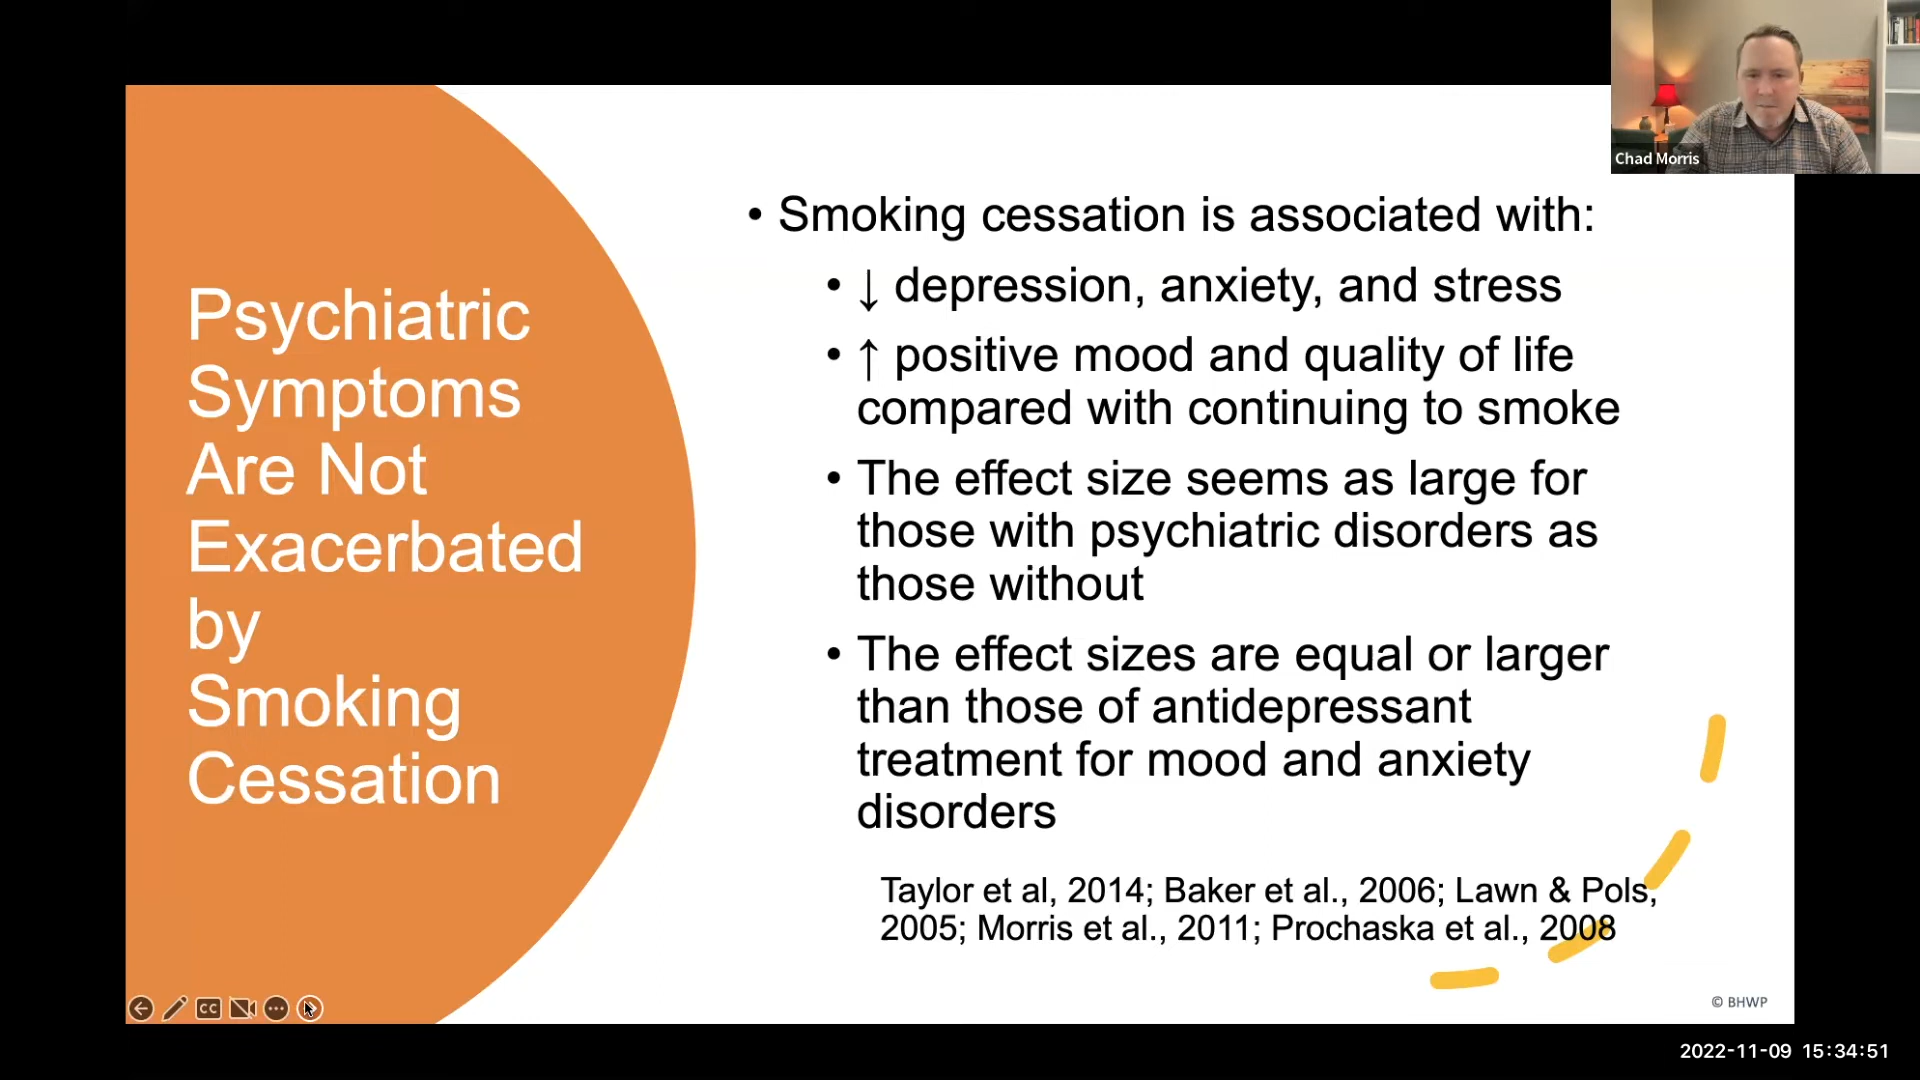 Chad Morris
Psychiatric
Symptoms
Are Not
Exacerbated
by
Smoking
Cessation
• Smoking cessation is associated with:
• ↓ depression, anxiety, and stress
• ↑ positive mood and quality of life
compared with continuing to smoke
• The effect size seems as large for
those with psychiatric disorders as
those without
• The effect sizes are equal or larger
than those of antidepressant
treatment for mood and anxiety
disorders
Taylor et al, 2014; Baker et al., 2006; Lawn & Pols,
2005; Morris et al., 2011; Prochaska et al., 2008
CC
© BHWP
2022-11-09 15:34:51